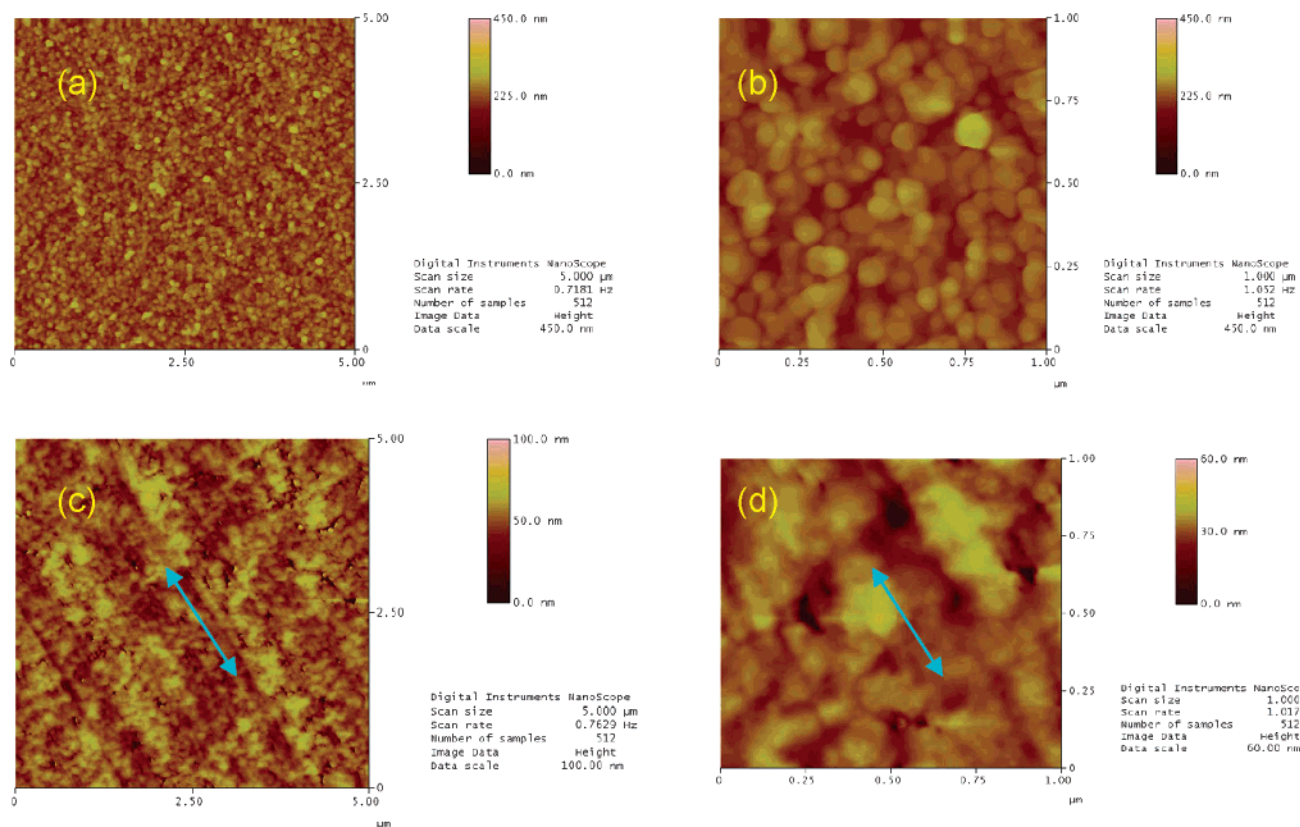 (a)
450.0 nm
225.0 nm
0.0 nm
5.00
2.50
0
0
2.50
5.00
μm
Digital Instruments NanoScope
Scan size 5.000 μm
Scan rate 0.7181 Hz
Number of samples 512
Image Data Height
Data scale 450.0 nm
(b)
450.0 nm
225.0 nm
0.0 nm
1.00
0.75
0.50
0.25
0
0
0.25
0.50
0.75
1.00
μm
Digital Instruments NanoScope
Scan size 1.000 μm
Scan rate 1.052 Hz
Number of samples 512
Image Data Height
Data scale 450.0 nm
(c)
100.0 nm
50.0 nm
0.0 nm
5.00
2.50
0
0
2.50
5.00
μm
Digital Instruments NanoScope
Scan size 5.000 μm
Scan rate 0.7629 Hz
Number of samples 512
Image Data Height
Data scale 100.00 nm
(d)
60.0 nm
30.0 nm
0.0 nm
1.00
0.75
0.50
0.25
0
0
0.25
0.50
0.75
1.00
μm
Digital Instruments NanoSco
Scan size 1.000
Scan rate 1.017
Number of samples 512
Image Data Height
Data scale 60.00 nm